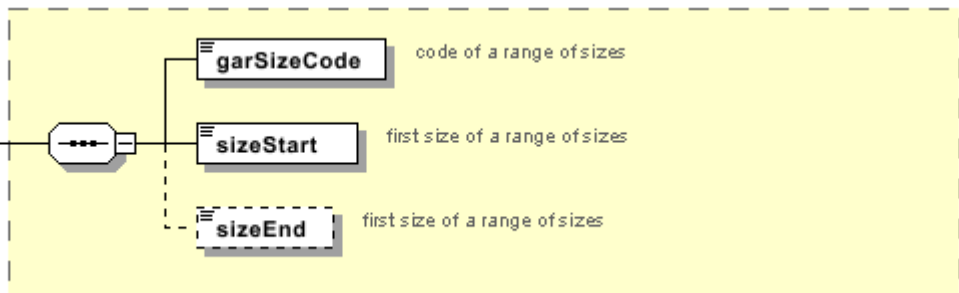 garSizeCode code of a range of sizes
sizeStart first size of a range of sizes
sizeEnd first size of a range of sizes